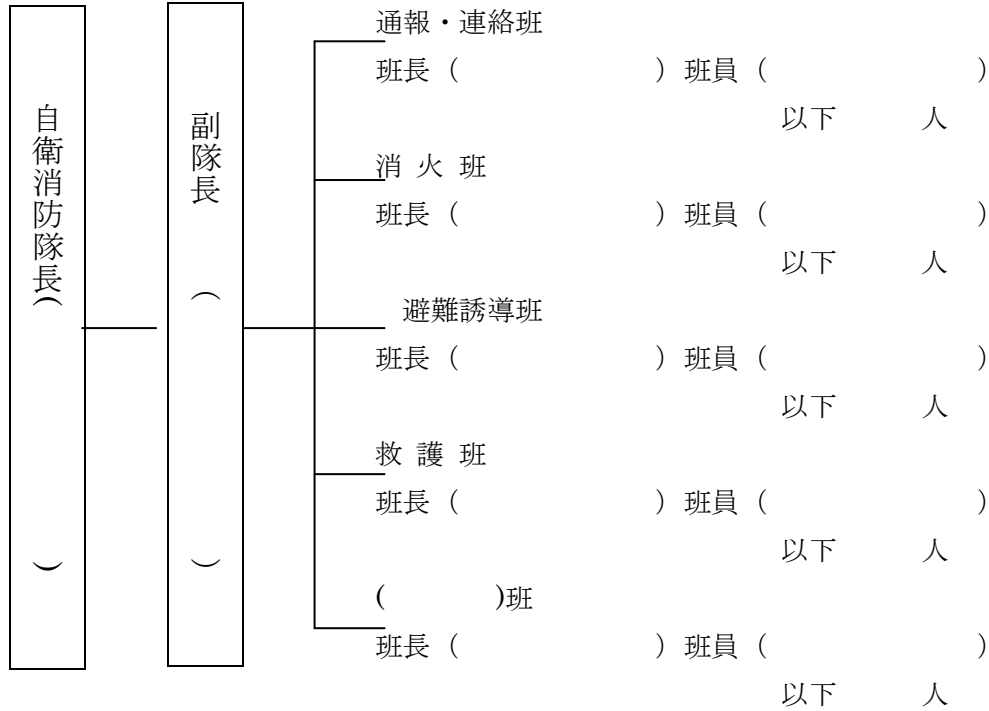 自衛消防隊長(　　　　　)
副隊長　(　　　　　)
通報・連絡班
班長（　　　　　　　）班員（　　　　　　　）
以下　　　人
消 火 班
班長（　　　　　　　）班員（　　　　　　　）
以下　　　人
避難誘導班
班長（　　　　　　　）班員（　　　　　　　）
以下　　　人
救 護 班
班長（　　　　　　　）班員（　　　　　　　）
以下　　　人
(　　　　)班
班長（　　　　　　　）班員（　　　　　　　）
以下　　　人